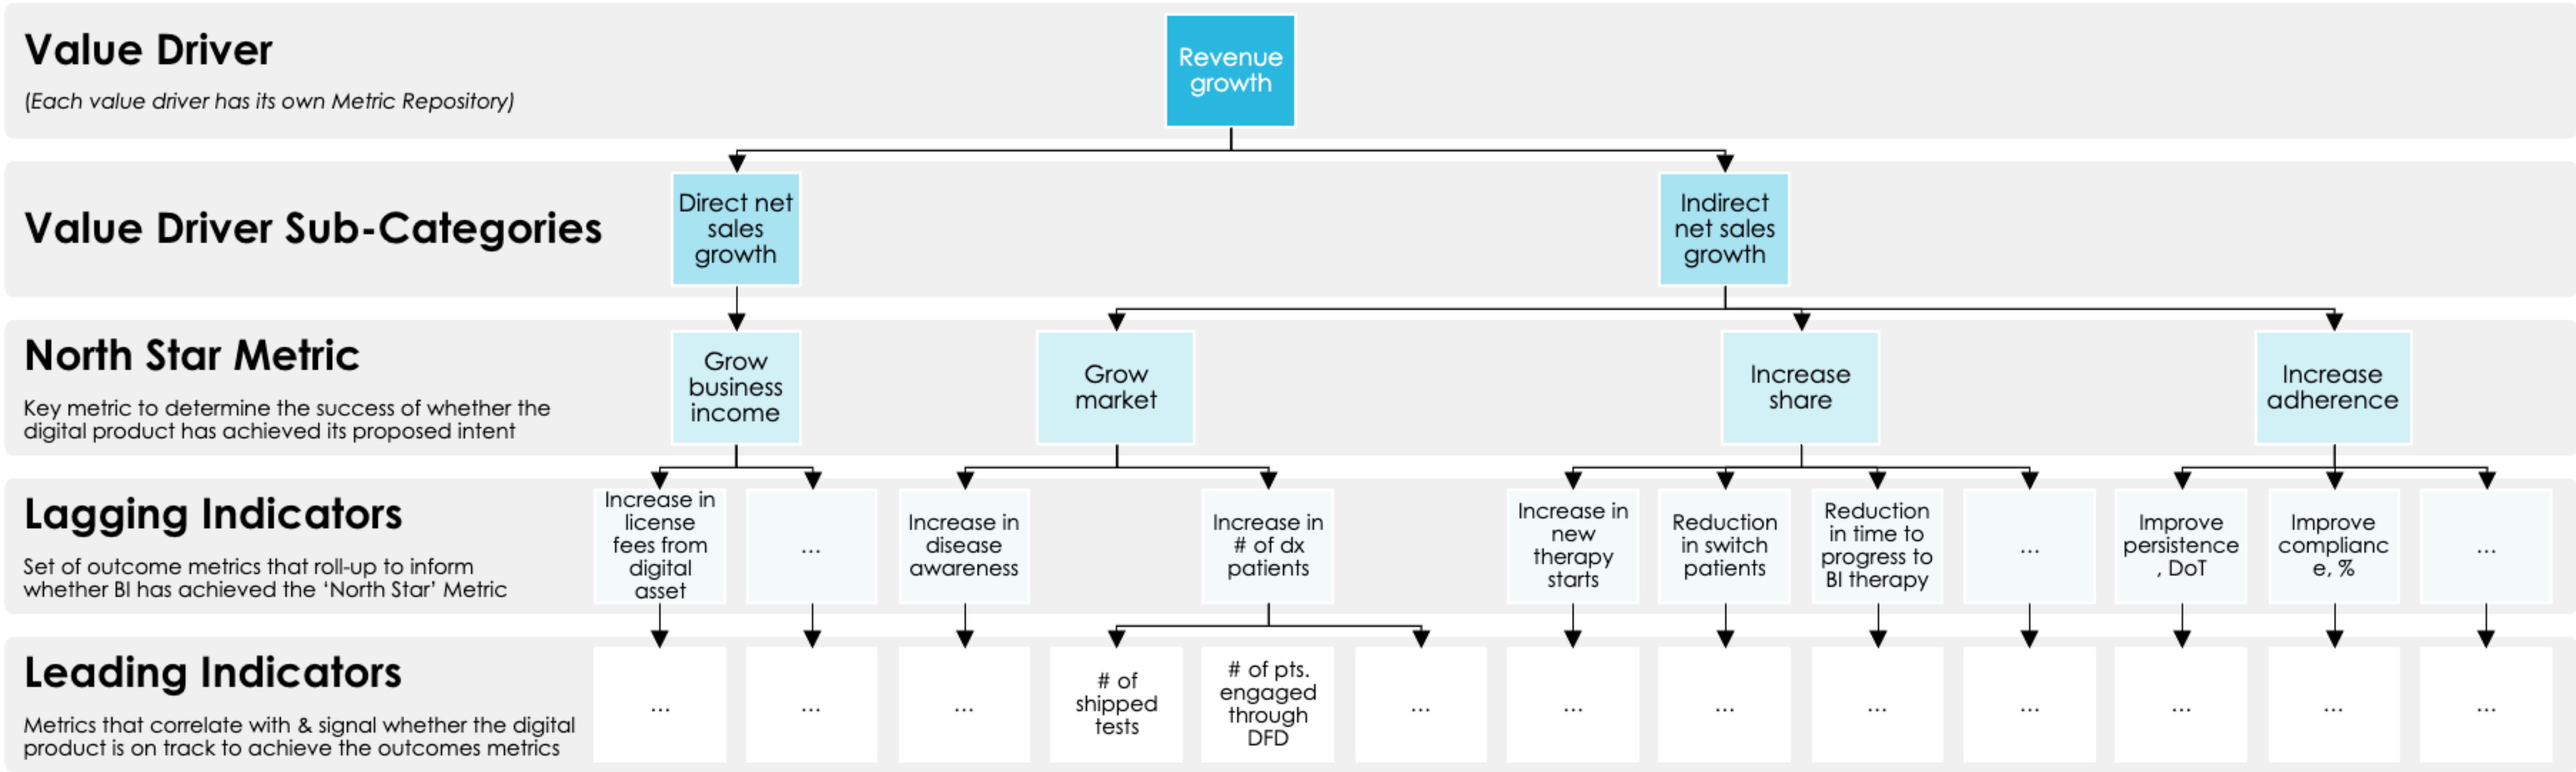 Value Driver
(Each value driver has its own Metric Repository)
Revenue
growth
Value Driver Sub-Categories
Direct net
sales
growth
Indirect
net sales
growth
North Star Metric
Key metric to determine the success of whether the
digital product has achieved its proposed intent
Grow
business
income
Grow
market
Increase
share
Increase
adherence
Lagging Indicators
Set of outcome metrics that roll-up to inform
whether BI has achieved the ‘North Star’ Metric
Increase in
license
fees from
digital
asset
...
Increase in
disease
awareness
Increase in
# of dx
patients
Increase in
new
therapy
starts
Reduction
in switch
patients
Reduction
in time to
progress to
BI therapy
...
Improve
persistence
, DoT
Improve
complianc
e, %
...
Leading Indicators
Metrics that correlate with & signal whether the digital
product is on track to achieve the outcomes metrics
...
...
...
# of
shipped
tests
# of pts.
engaged
through
DFD
...
...
...
...
...
...
...
...